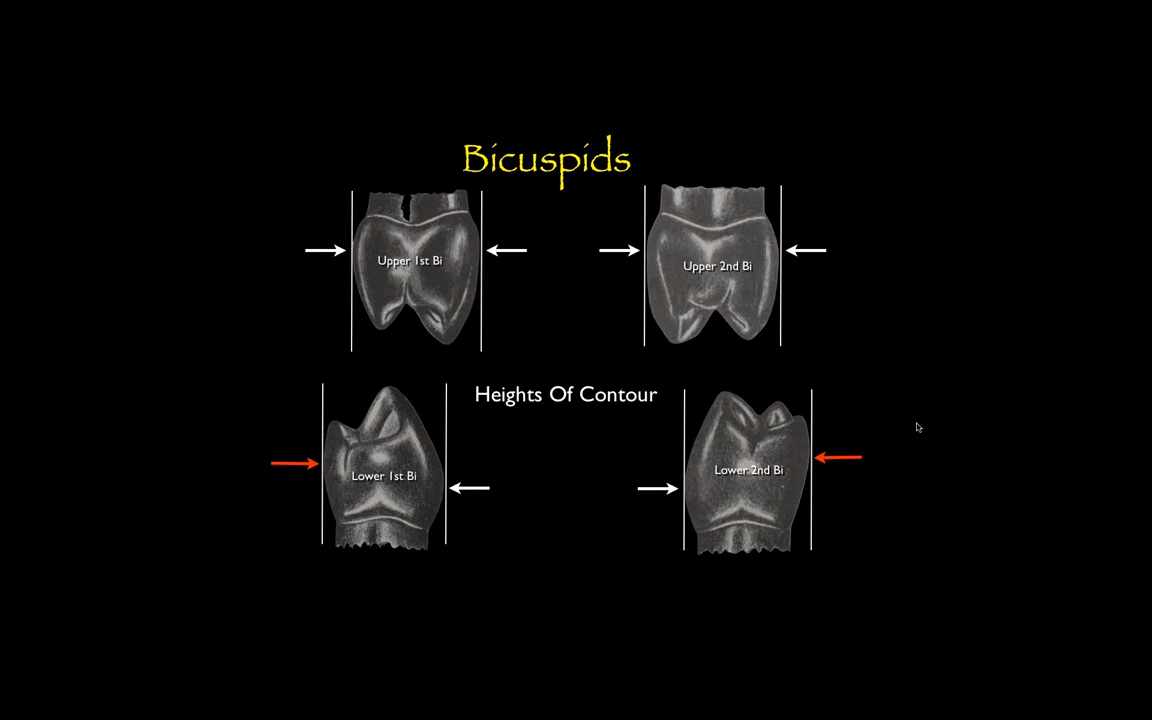 Bicuspids
Upper 1st Bi
Upper 2nd Bi
Heights Of Contour
Lower 1st Bi
Lower 2nd Bi